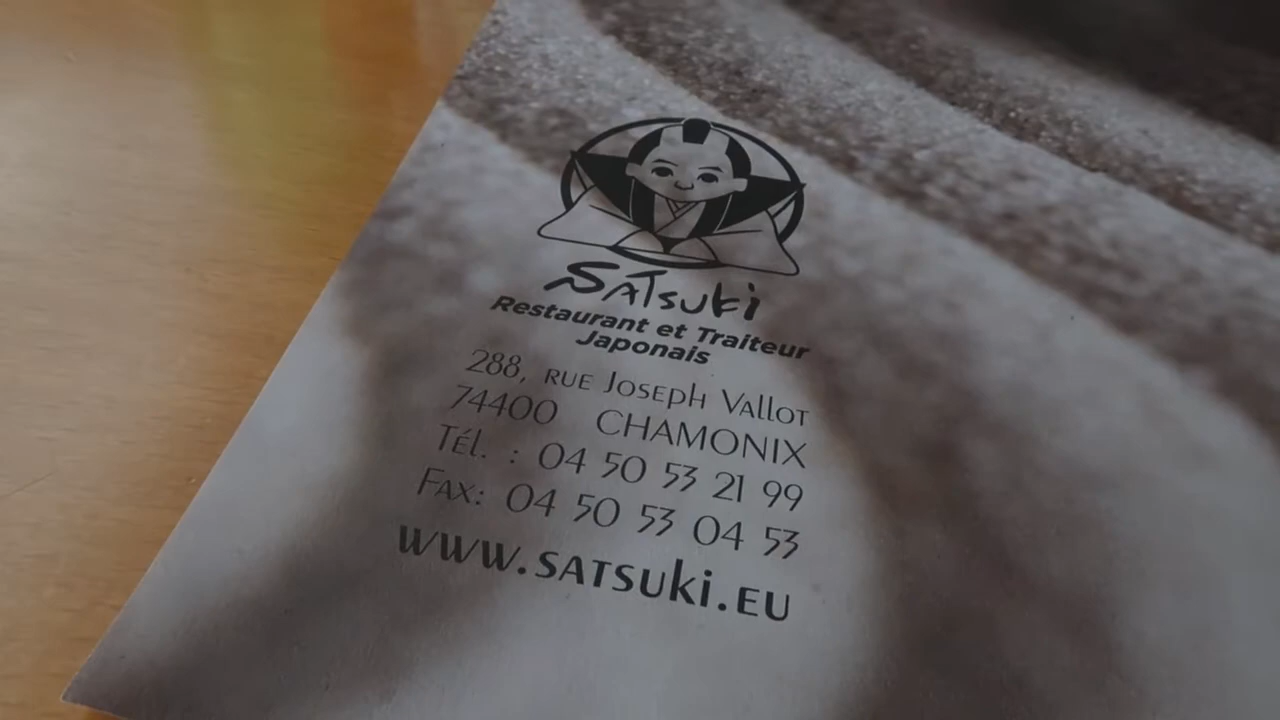 Satsuki
Restaurant et Traiteur
Japonais
288, rue Joseph Vallot
74400 CHAMONIX
Tél. : 04 50 53 21 99
Fax: 04 50 53 04 53
www.satsuki.eu